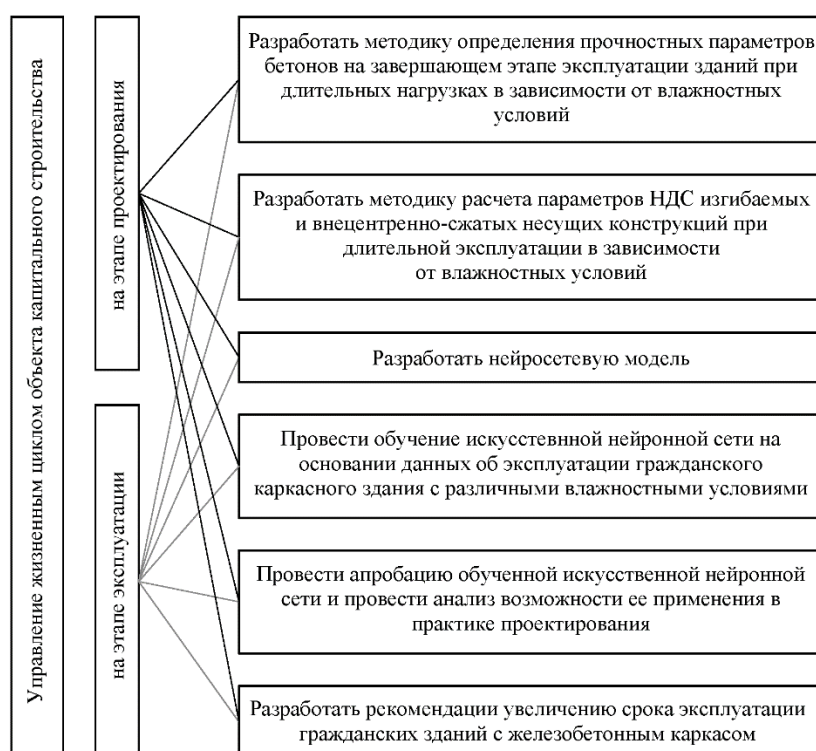 Управление жизненным циклом объекта капитального строительства
на этапе проектирования
на этапе эксплуатации
Разработать методику определения прочностных параметров
бетонов на завершающем этапе эксплуатации зданий при
длительных нагрузках в зависимости от влажностных
условий
Разработать методику расчета параметров НДС изгибаемых
и внецентренно-сжатых несущих конструкций при
длительной эксплуатации в зависимости
от влажностных условий
Разработать нейросетевую модель
Провести обучение искусстевнной нейронной сети на
основании данных об эксплуатации гражданского
каркасного здания с различными влажностными условиями
Провести апробацию обученной искусственной нейронной
сети и провести анализ возможности ее применения в
практике проектирования
Разработать рекомендации увеличению срока эксплуатации
гражданских зданий с железобетонным каркасом